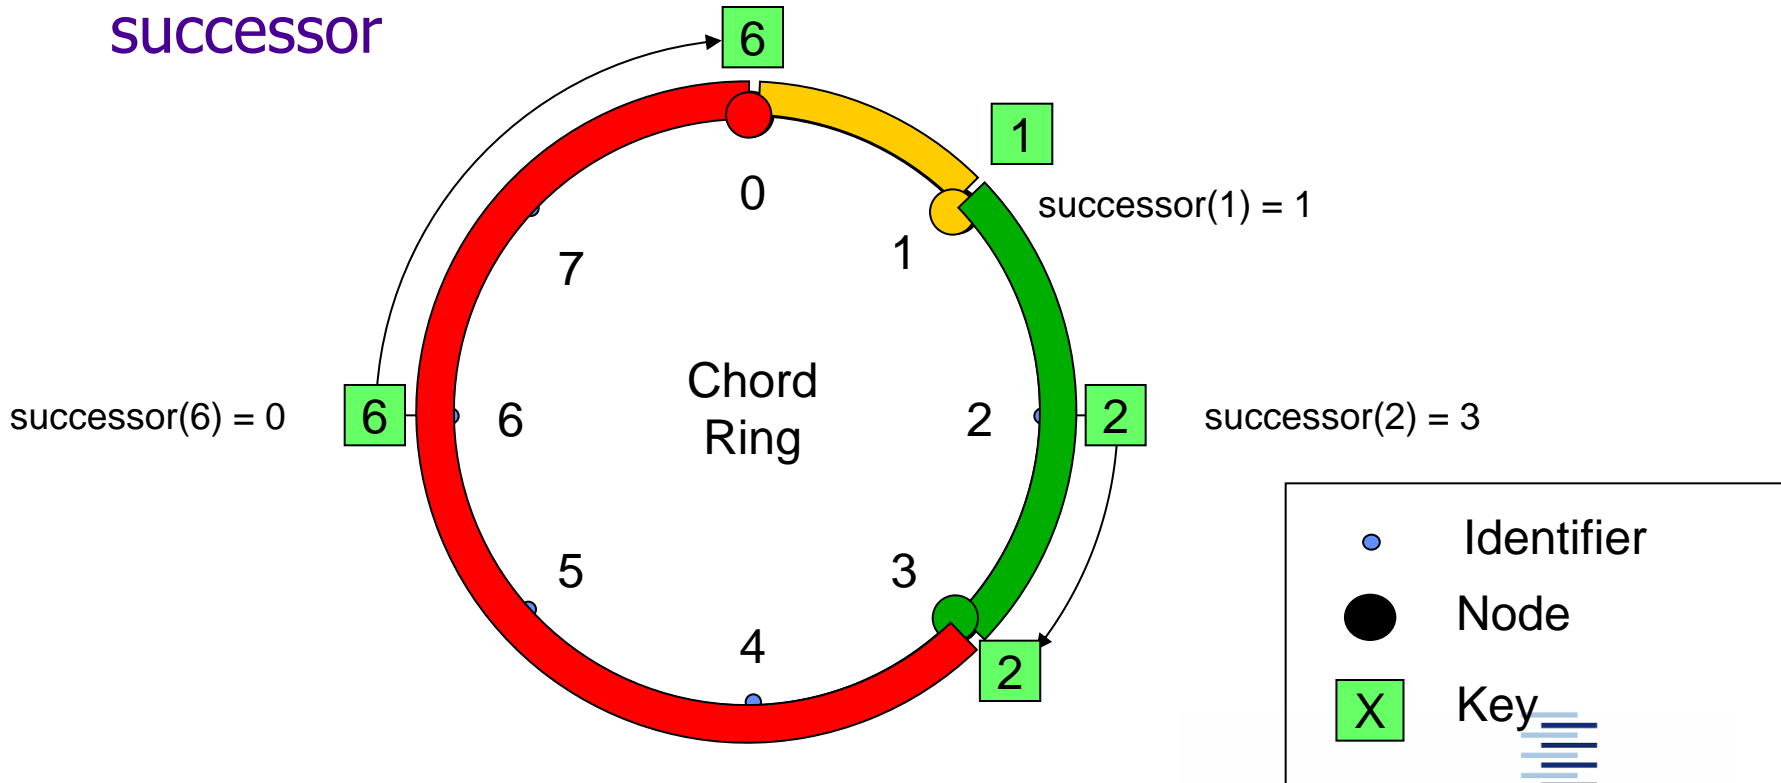 successor
6
1
0
successor(1) = 1
1
7
Chord
Ring
successor(6) = 0
6
6
2
2
successor(2) = 3
5
3
4
2
Identifier
Node
X
Key